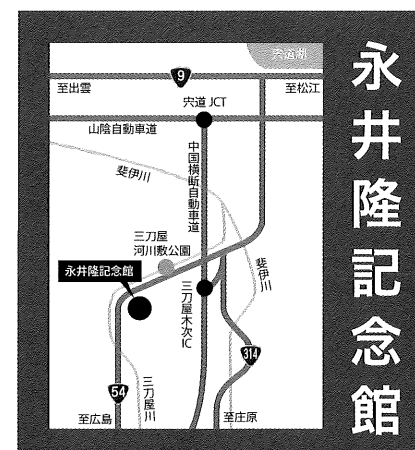 永井隆記念館
宍道湖
9
至出雲
宍道 JCT
至松江
山陰自動車道
中国横断自動車道
斐伊川
三刀屋
河川敷公園
永井隆記念館
斐伊川
三刀屋木次IC
314
54
三刀屋川
至広島
至庄原